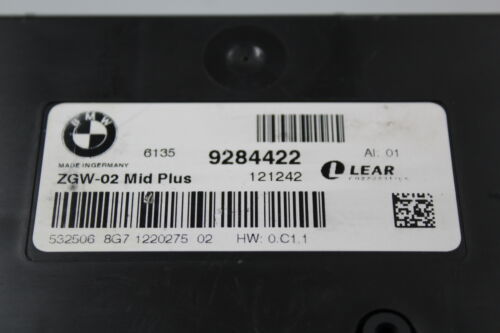 BMW
6135 9284422 AI: 01
MADE IN GERMANY
ZGW-02 Mid Plus 121242 LEAR
CORPORATION
532506 8G7 1220275 02 HW: 0.C1.1